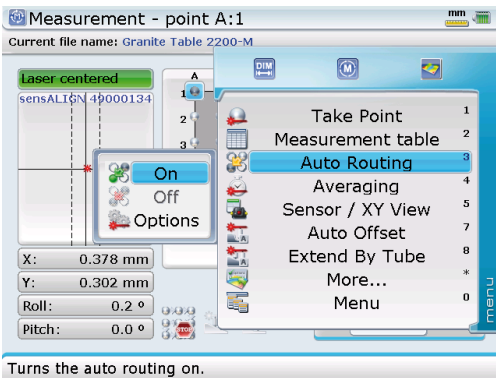 Measurement - point A:1
mm
Current file name: Granite Table 2200-M
DIM
M
Laser centered
sensALIGN 49000134
A
1
2
3
On
Off
Options
Take Point 1
Measurement table 2
Auto Routing 3
Averaging 4
Sensor / XY View 5
Auto Offset 7
Extend By Tube 8
More... *
Menu 0
menu
X: 0.378 mm
Y: 0.302 mm
Roll: 0.2 º
Pitch: 0.0 º
STOP
Turns the auto routing on.